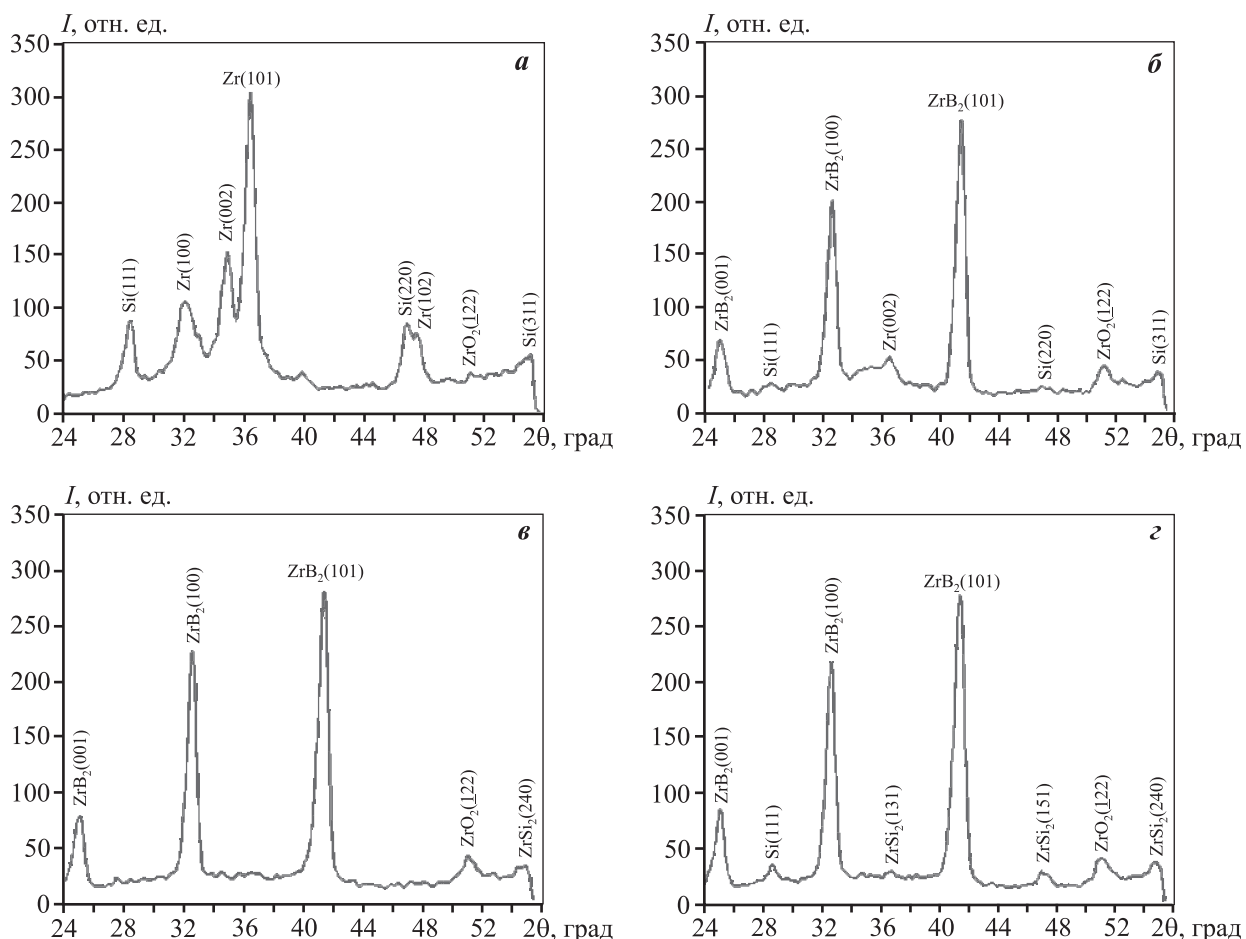 I, отн. ед.
а
350
300
250
200
150
100
50
0
Si(111)
Zr(100)
Zr(002)
Zr(101)
Si(220)
Zr(102)
ZrO₂(122)
Si(311)
24 28 32 36 40 44 48 52 2θ, град
I, отн. ед.
б
350
300
250
200
150
100
50
0
ZrB₂(001)
Si(111)
ZrB₂(100)
Zr(002)
ZrB₂(101)
Si(220)
ZrO₂(122)
Si(311)
24 28 32 36 40 44 48 52 2θ, град
I, отн. ед.
в
350
300
250
200
150
100
50
0
ZrB₂(001)
ZrB₂(100)
ZrB₂(101)
ZrO₂(122)
ZrSi₂(240)
24 28 32 36 40 44 48 52 2θ, град
I, отн. ед.
г
350
300
250
200
150
100
50
0
ZrB₂(001)
Si(111)
ZrB₂(100)
ZrSi₂(131)
ZrB₂(101)
ZrSi₂(151)
ZrO₂(122)
ZrSi₂(240)
24 28 32 36 40 44 48 52 2θ, град